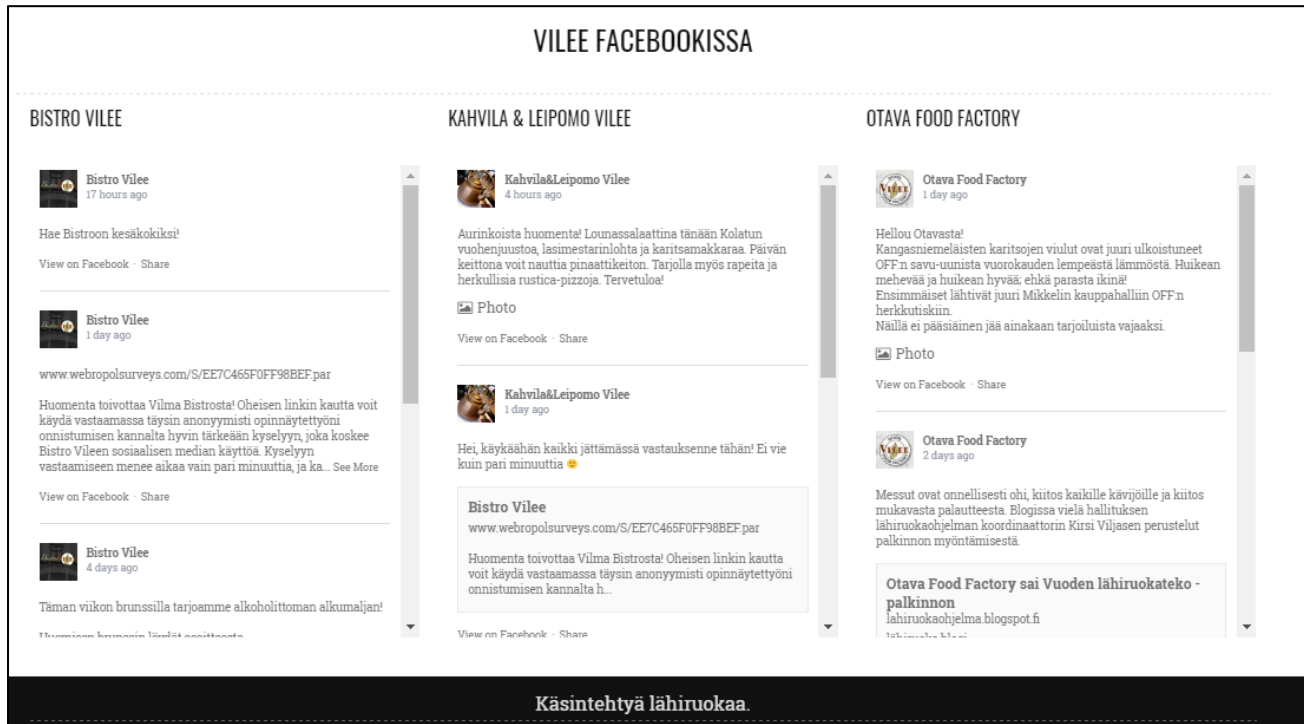 VILEE FACEBOOKISSA
BISTRO VILEE
Bistro Vilee
17 hours ago
Hae Bistroon kesäkokiksi!
View on Facebook · Share
Bistro Vilee
1 day ago
www.webropolsurveys.com/S/EE7C465F0FF98BEF.par
Huomenta toivottaa Vilma Bistrosta! Oheisen linkin kautta voit
käydä vastaamassa täysin anonyymisti opinnäytettyöni
onnistumisen kannalta hyvin tärkeään kyselyyn, joka koskee
Bistro Vileen sosiaalisen median käyttöä. Kyselyyn
vastaamiseen menee aikaa vain pari minuuttia, ja ka... See More
View on Facebook · Share
Bistro Vilee
4 days ago
Täman viikon brunssilla tarjoamme alkoholittoman alkumaljan!
KAHVILA & LEIPOMO VILEE
Kahvila&Leipomo Vilee
4 hours ago
Aurinkoista huomenta! Lounassalaattina tänään Kolatun
vuohenjuustoa, lasimestarinlohta ja karitsamakkaraa. Päivän
keittona voit nauttia pinaattikeiton. Tarjolla myös rapeita ja
herkullisia rustica-pizzoja. Tervetuloa!
Photo
View on Facebook · Share
Kahvila&Leipomo Vilee
1 day ago
Hei, käykäähän kaikki jättämässä vastauksenne tähän! Ei vie
kuin pari minuuttia 🙂
Bistro Vilee
www.webropolsurveys.com/S/EE7C465F0FF98BEF.par
Huomenta toivottaa Vilma Bistrosta! Oheisen linkin kautta
voit käydä vastaamassa täysin anonyymisti opinnäytettyöni
onnistumisen kannalta h...
View on Facebook · Share
OTAVA FOOD FACTORY
Otava Food Factory
1 day ago
Hellou Otavasta!
Kangasniemeläisten karitsojen viulut ovat juuri ulkoistuneet
OFF:n savu-uunista vuorokauden lempeästä lämmöstä. Huikean
mehevää ja huikean hyvää; ehkä parasta ikinä!
Ensimmäiset lähtivät juuri Mikkelin kauppahalliin OFF:n
herkkutiskiin.
Näillä ei pääsiäinen jää ainakaan tarjoiluista vajaaksi.
Photo
View on Facebook · Share
Otava Food Factory
2 days ago
Messut ovat onnellisesti ohi, kiitos kaikille kävijöille ja kiitos
mukavasta palautteesta. Blogissa vielä hallituksen
lähiruokaohjelman koordinaattorin Kirsi Viljasen perustelut
palkinnon myöntämisestä.
Otava Food Factory sai Vuoden lähiruokateko -
palkinnon
lahiruokaohjelma.blogspot.fi
Käsintehtyä lähiruokaa.